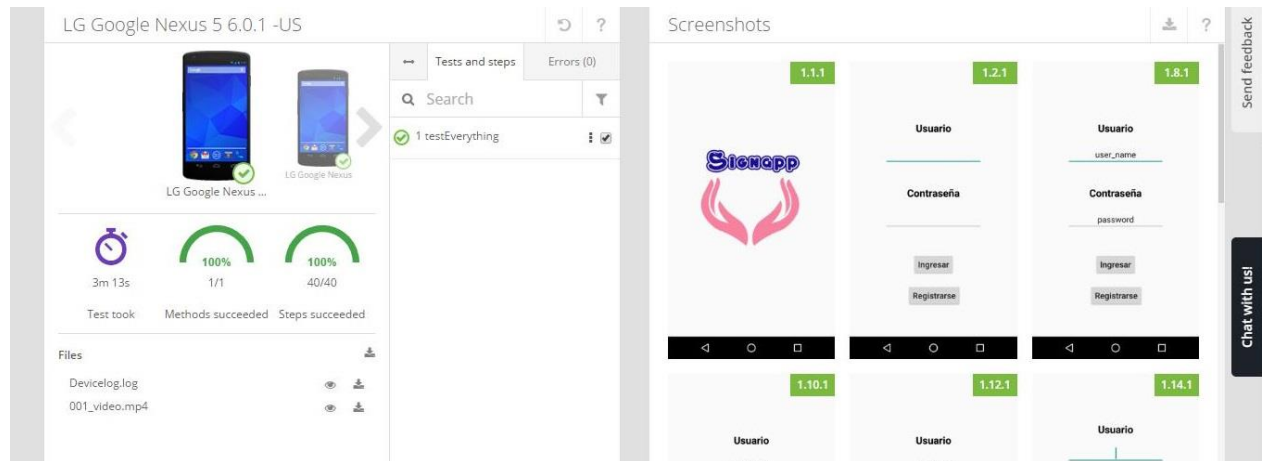 LG Google Nexus 5 6.0.1 -US
?
LG Google Nexus ...
LG Google Nexus
3m 13s
Test took
100%
1/1
Methods succeeded
100%
40/40
Steps succeeded
Files
Devicelog.log
001_video.mp4
Tests and steps
Errors (0)
Search
1 testEverything
Screenshots
?
1.1.1
Signapp
1.2.1
Usuario
Contraseña
Ingresar
Registrarse
1.8.1
Usuario
user_name
Contraseña
password
Ingresar
Registrarse
1.10.1
Usuario
1.12.1
Usuario
1.14.1
Usuario
Send feedback
Chat with us!